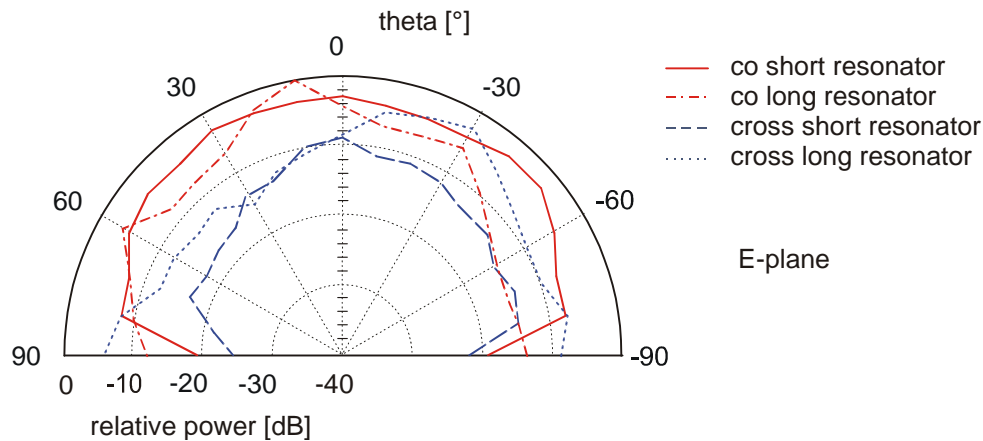 theta [°]
0
30
-30
60
-60
90
-90
0 -10 -20 -30 -40
relative power [dB]
co short resonator
co long resonator
cross short resonator
cross long resonator
E-plane